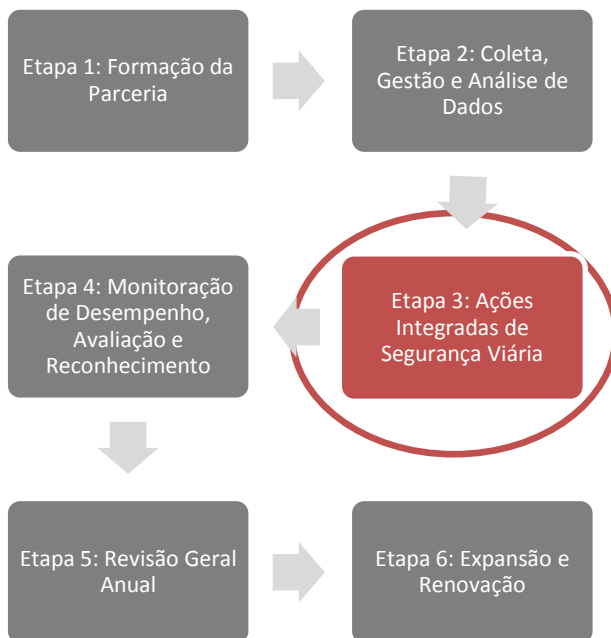 Etapa 1: Formação da
Parceria
Etapa 2: Coleta,
Gestão e Análise de
Dados
Etapa 3: Ações
Integradas de
Segurança Viária
Etapa 4: Monitoração
de Desempenho,
Avaliação e
Reconhecimento
Etapa 5: Revisão Geral
Anual
Etapa 6: Expansão e
Renovação